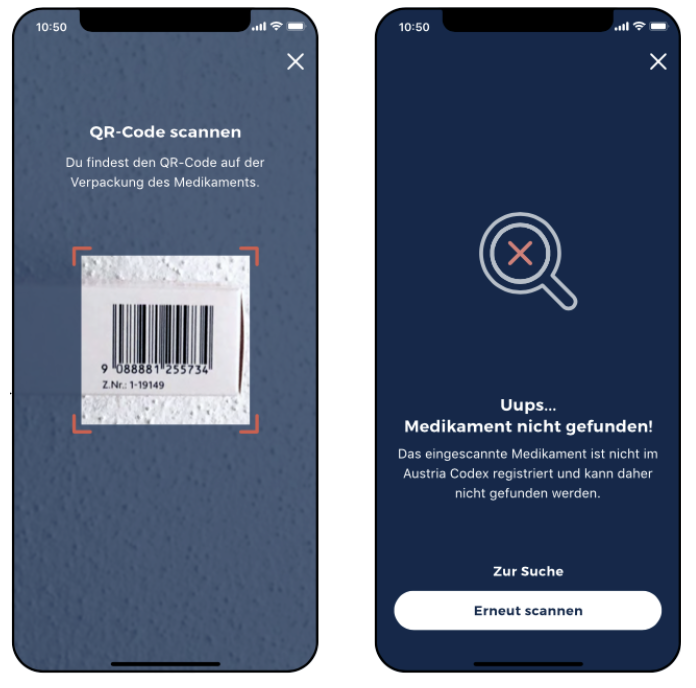 10:50
QR-Code scannen
Du findest den QR-Code auf der
Verpackung des Medikaments.
9 088881 255734
Z.Nr.: 1-19149
10:50
Uups...
Medikament nicht gefunden!
Das eingescannte Medikament ist nicht im
Austria Codex registriert und kann daher
nicht gefunden werden.
Zur Suche
Erneut scannen